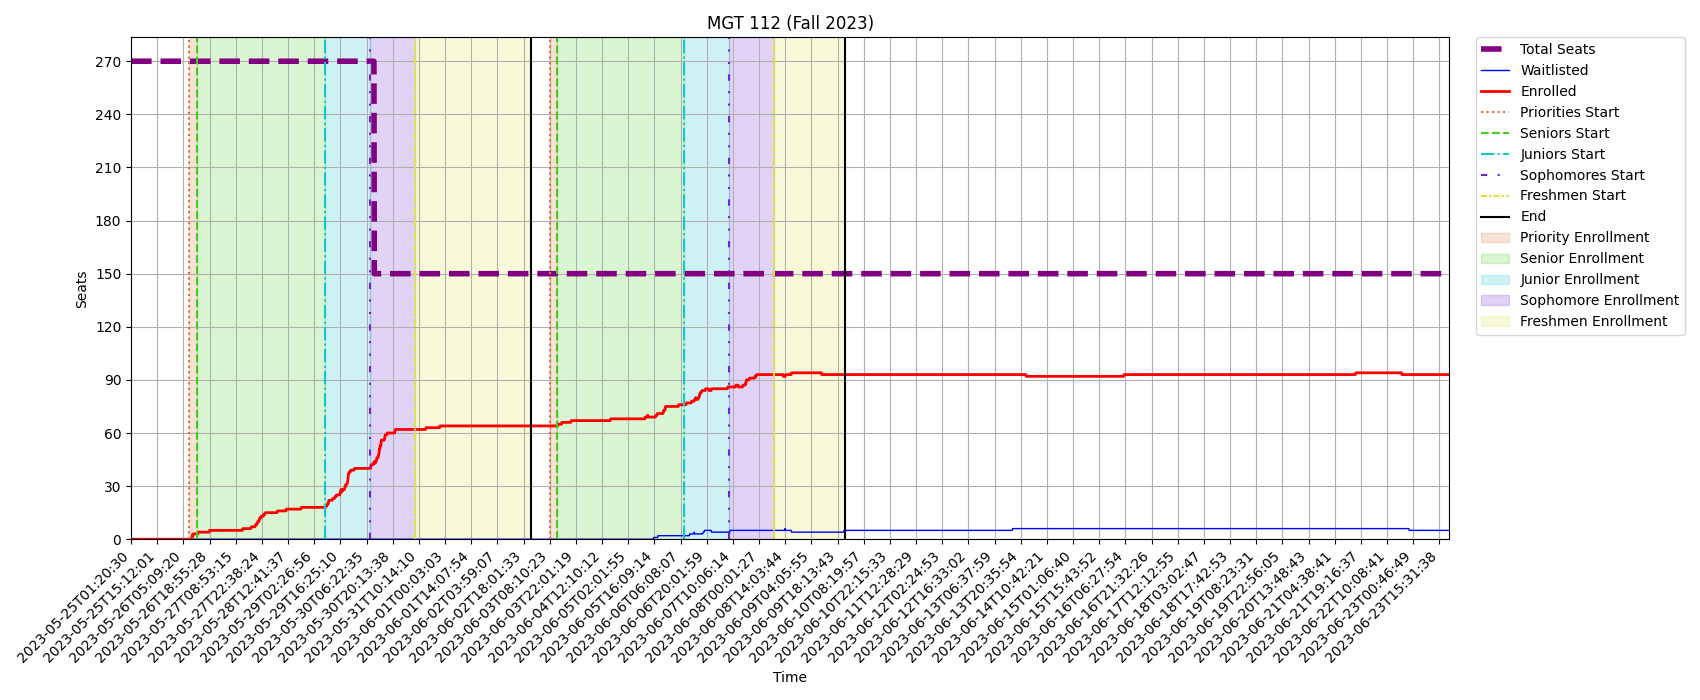 MGT 112 (Fall 2023)
270
240
210
180
150
120
90
60
30
0
Seats
2023-05-25T01:20:30
2023-05-25T15:12:01
2023-05-26T05:09:20
2023-05-26T18:55:28
2023-05-27T08:53:15
2023-05-27T22:38:24
2023-05-28T12:41:37
2023-05-29T02:26:56
2023-05-29T16:25:10
2023-05-30T06:22:35
2023-05-30T20:13:38
2023-05-31T10:14:10
2023-06-01T00:03:03
2023-06-01T14:07:54
2023-06-02T03:59:07
2023-06-02T18:01:33
2023-06-03T08:10:23
2023-06-03T22:01:19
2023-06-04T12:10:12
2023-06-05T02:01:55
2023-06-05T16:09:14
2023-06-06T06:08:07
2023-06-06T20:01:59
2023-06-07T10:06:14
2023-06-08T00:01:27
2023-06-08T14:03:44
2023-06-09T04:05:55
2023-06-09T18:13:43
2023-06-10T08:19:57
2023-06-10T22:15:33
2023-06-11T12:28:29
2023-06-12T02:24:53
2023-06-12T16:33:02
2023-06-13T06:37:59
2023-06-13T20:35:54
2023-06-14T10:42:21
2023-06-15T01:06:40
2023-06-15T15:43:52
2023-06-16T06:27:54
2023-06-16T21:32:26
2023-06-17T12:12:55
2023-06-18T03:02:47
2023-06-18T17:42:53
2023-06-19T08:23:31
2023-06-19T22:56:05
2023-06-20T13:48:43
2023-06-21T04:38:41
2023-06-21T19:16:37
2023-06-22T10:08:41
2023-06-23T00:46:49
2023-06-23T15:31:38
Time
Total Seats
Waitlisted
Enrolled
Priorities Start
Seniors Start
Juniors Start
Sophomores Start
Freshmen Start
End
Priority Enrollment
Senior Enrollment
Junior Enrollment
Sophomore Enrollment
Freshmen Enrollment